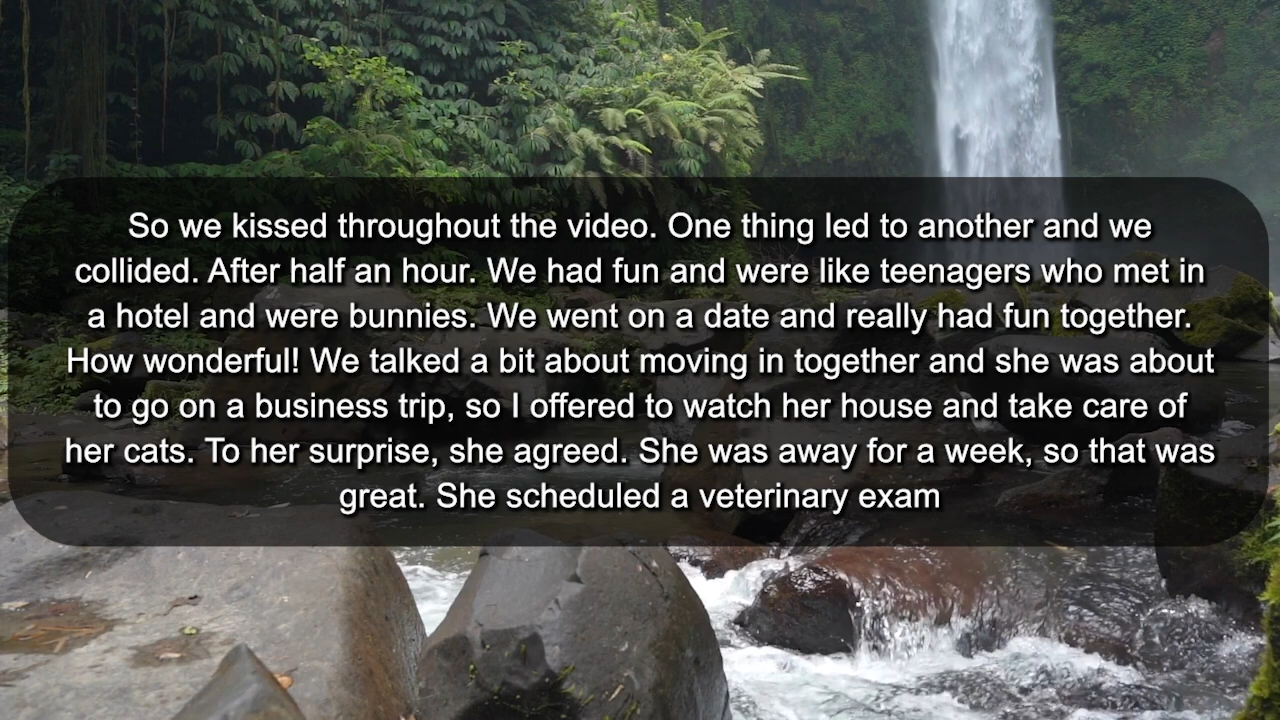 So we kissed throughout the video. One thing led to another and we
collided. After half an hour. We had fun and were like teenagers who met in
a hotel and were bunnies. We went on a date and really had fun together.
How wonderful! We talked a bit about moving in together and she was about
to go on a business trip, so I offered to watch her house and take care of
her cats. To her surprise, she agreed. She was away for a week, so that was
great. She scheduled a veterinary exam